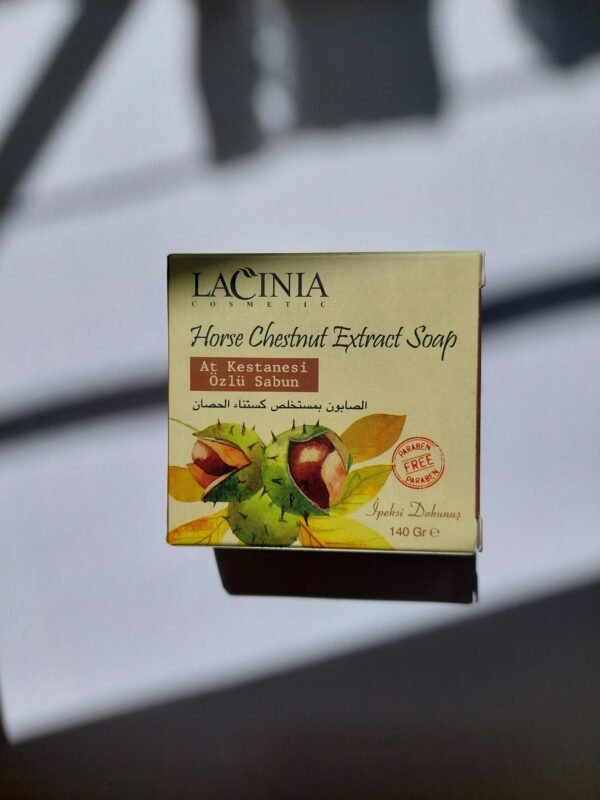 LACINIA
COSMETIC
Horse Chestnut Extract Soap
At Kestanesi
Özlü Sabun
الصابون بمستخلص كستناء الحصان
PARABEN
FREE
PARABEN
İpeksi Dokunuş
140 Gr ℮